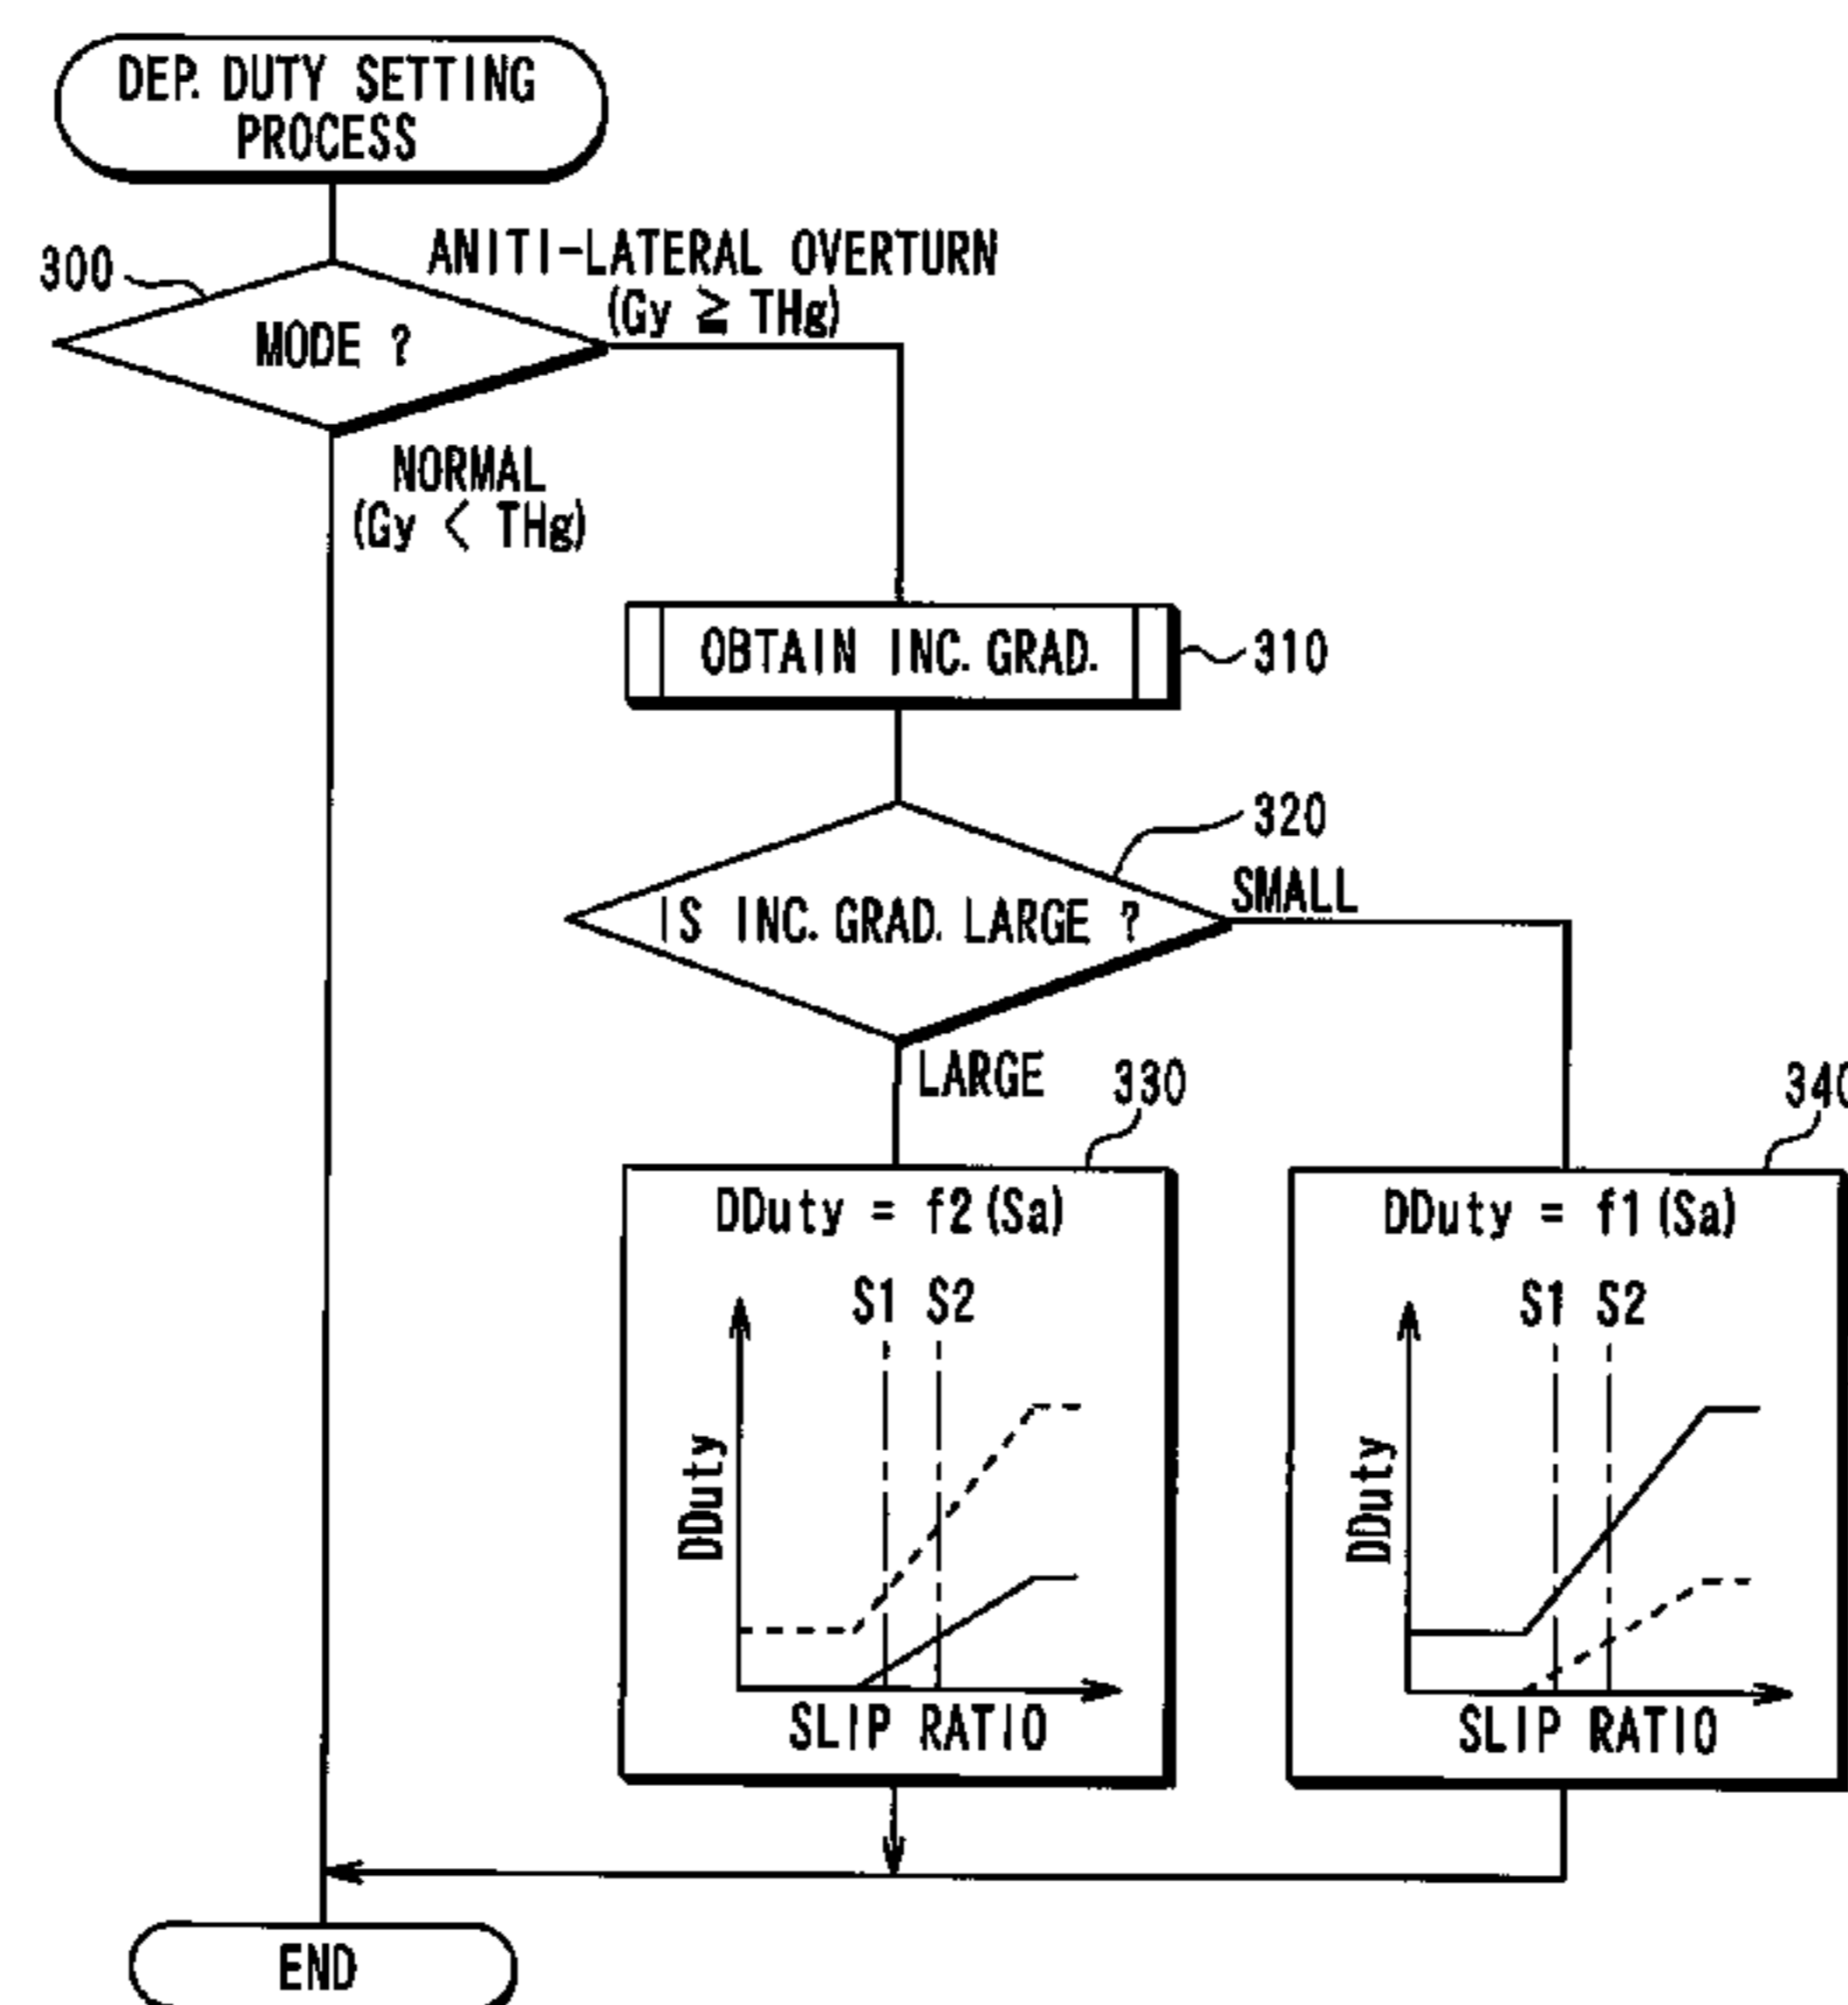 DEP. DUTY SETTING
PROCESS
300
MODE ?
ANITI-LATERAL OVERTURN
(Gy ≧ THg)
NORMAL
(Gy < THg)
OBTAIN INC. GRAD.
310
320
IS INC. GRAD. LARGE ?
SMALL
LARGE
330
DDuty = f2 (Sa)
S1 S2
DDuty
SLIP RATIO
340
DDuty = f1 (Sa)
S1 S2
DDuty
SLIP RATIO
END